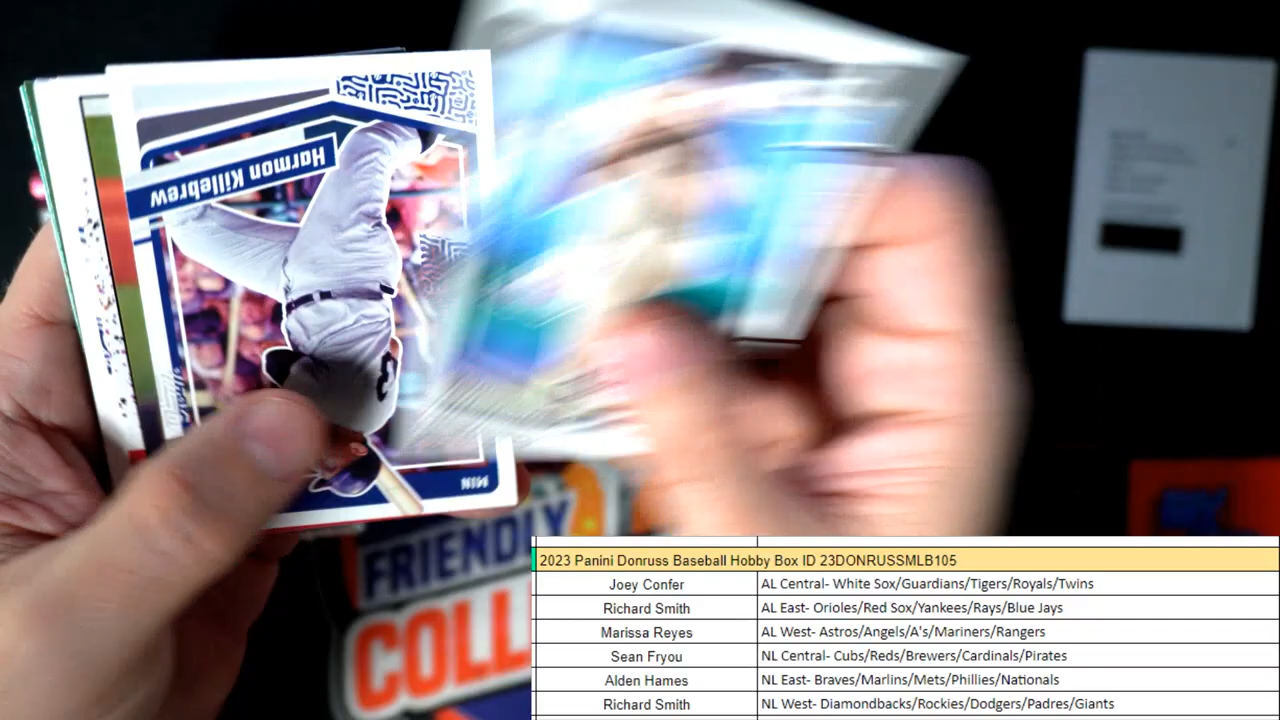 Harmon Killebrew
3
MIN
FRIENDLY
COLL
2023 Panini Donruss Baseball Hobby Box ID 23DONRUSSMLB105
Joey Confer AL Central- White Sox/Guardians/Tigers/Royals/Twins
Richard Smith AL East- Orioles/Red Sox/Yankees/Rays/Blue Jays
Marissa Reyes AL West- Astros/Angels/A's/Mariners/Rangers
Sean Fryou NL Central- Cubs/Reds/Brewers/Cardinals/Pirates
Alden Hames NL East- Braves/Marlins/Mets/Phillies/Nationals
Richard Smith NL West- Diamondbacks/Rockies/Dodgers/Padres/Giants